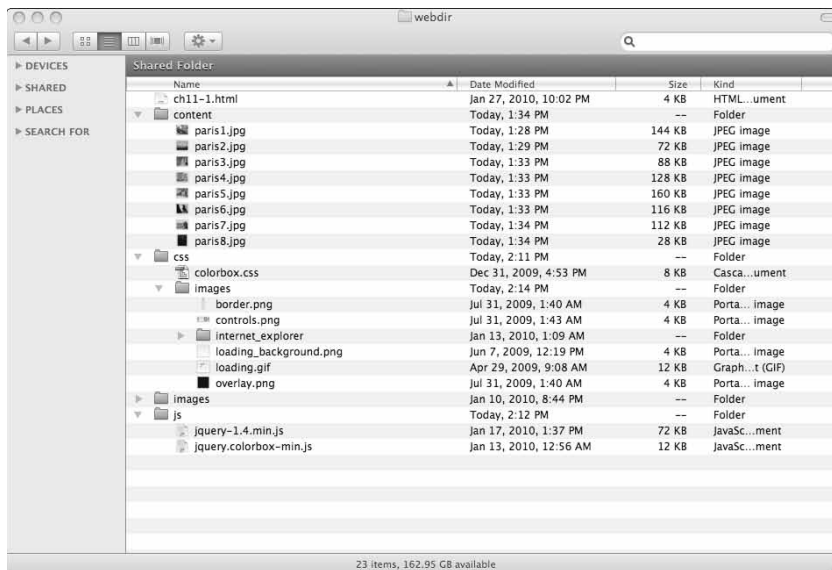 webdir
DEVICES
SHARED
PLACES
SEARCH FOR
Shared Folder
Name Date Modified Size Kind
ch11-1.html Jan 27, 2010, 10:02 PM 4 KB HTML...ument
content Today, 1:34 PM -- Folder
paris1.jpg Today, 1:28 PM 144 KB JPEG image
paris2.jpg Today, 1:29 PM 72 KB JPEG image
paris3.jpg Today, 1:33 PM 88 KB JPEG image
paris4.jpg Today, 1:33 PM 128 KB JPEG image
paris5.jpg Today, 1:33 PM 160 KB JPEG image
paris6.jpg Today, 1:33 PM 116 KB JPEG image
paris7.jpg Today, 1:34 PM 112 KB JPEG image
paris8.jpg Today, 1:34 PM 28 KB JPEG image
css Today, 2:11 PM -- Folder
colorbox.css Dec 31, 2009, 4:53 PM 8 KB Casca...ument
images Today, 2:14 PM -- Folder
border.png Jul 31, 2009, 1:40 AM 4 KB Porta... image
controls.png Jul 31, 2009, 1:43 AM 4 KB Porta... image
internet_explorer Jan 13, 2010, 1:09 AM -- Folder
loading_background.png Jun 7, 2009, 12:19 PM 4 KB Porta... image
loading.gif Apr 29, 2009, 9:08 AM 12 KB Graph...t (GIF)
overlay.png Jul 31, 2009, 1:40 AM 4 KB Porta... image
images Jan 10, 2010, 8:44 PM -- Folder
js Today, 2:12 PM -- Folder
jquery-1.4.min.js Jan 17, 2010, 1:37 PM 72 KB JavaSc...ment
jquery.colorbox-min.js Jan 13, 2010, 12:56 AM 12 KB JavaSc...ment
23 items, 162.95 GB available